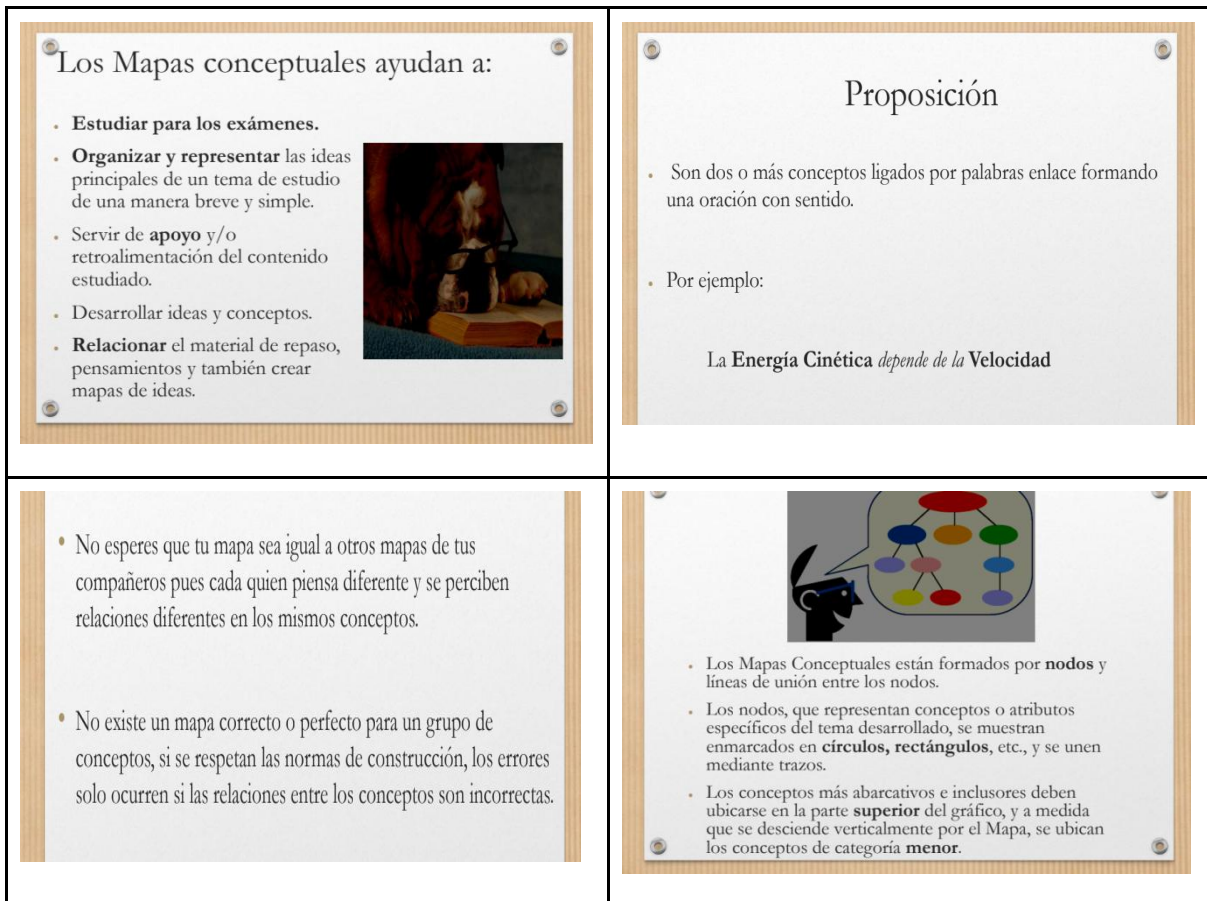 Los Mapas conceptuales ayudan a:
• Estudiar para los exámenes.
• Organizar y representar las ideas
principales de un tema de estudio
de una manera breve y simple.
• Servir de apoyo y/o
retroalimentación del contenido
estudiado.
• Desarrollar ideas y conceptos.
• Relacionar el material de repaso,
pensamientos y también crear
mapas de ideas.
Proposición
• Son dos o más conceptos ligados por palabras enlace formando
una oración con sentido.
• Por ejemplo:
La Energía Cinética depende de la Velocidad
• No esperes que tu mapa sea igual a otros mapas de tus
compañeros pues cada quien piensa diferente y se perciben
relaciones diferentes en los mismos conceptos.
• No existe un mapa correcto o perfecto para un grupo de
conceptos, si se respetan las normas de construcción, los errores
solo ocurren si las relaciones entre los conceptos son incorrectas.
• Los Mapas Conceptuales están formados por nodos y
líneas de unión entre los nodos.
• Los nodos, que representan conceptos o atributos
específicos del tema desarrollado, se muestran
enmarcados en círculos, rectángulos, etc., y se unen
mediante trazos.
• Los conceptos más abarcativos e inclusores deben
ubicarse en la parte superior del gráfico, y a medida
que se desciende verticalmente por el Mapa, se ubican
los conceptos de categoría menor.